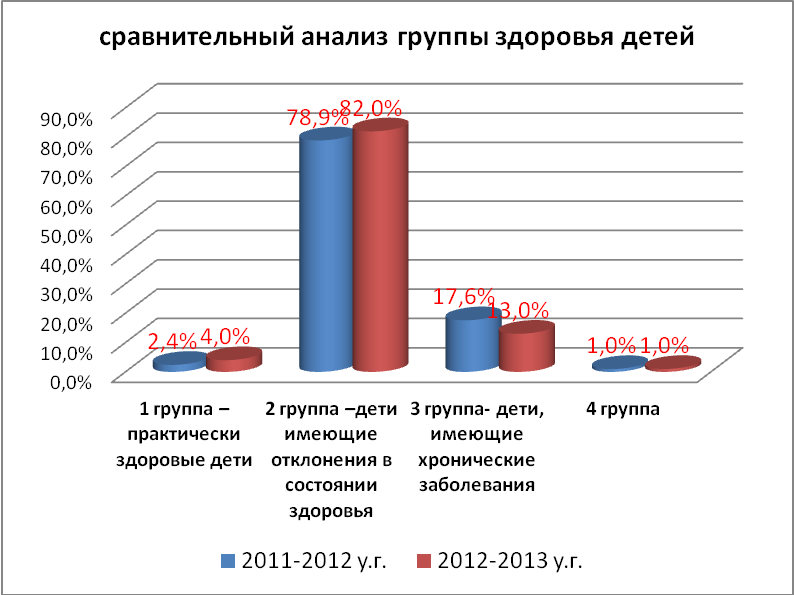 сравнительный анализ группы здоровья детей
90,0%
80,0%
70,0%
60,0%
50,0%
40,0%
30,0%
20,0%
10,0%
0,0%
2,4%
4,0%
78,9%
82,0%
17,6%
13,0%
1,0%
1,0%
1 группа –
практически
здоровые дети
2 группа –дети
имеющие
отклонения в
состоянии
здоровья
3 группа- дети,
имеющие
хронические
заболевания
4 группа
2011-2012 у.г.
2012-2013 у.г.